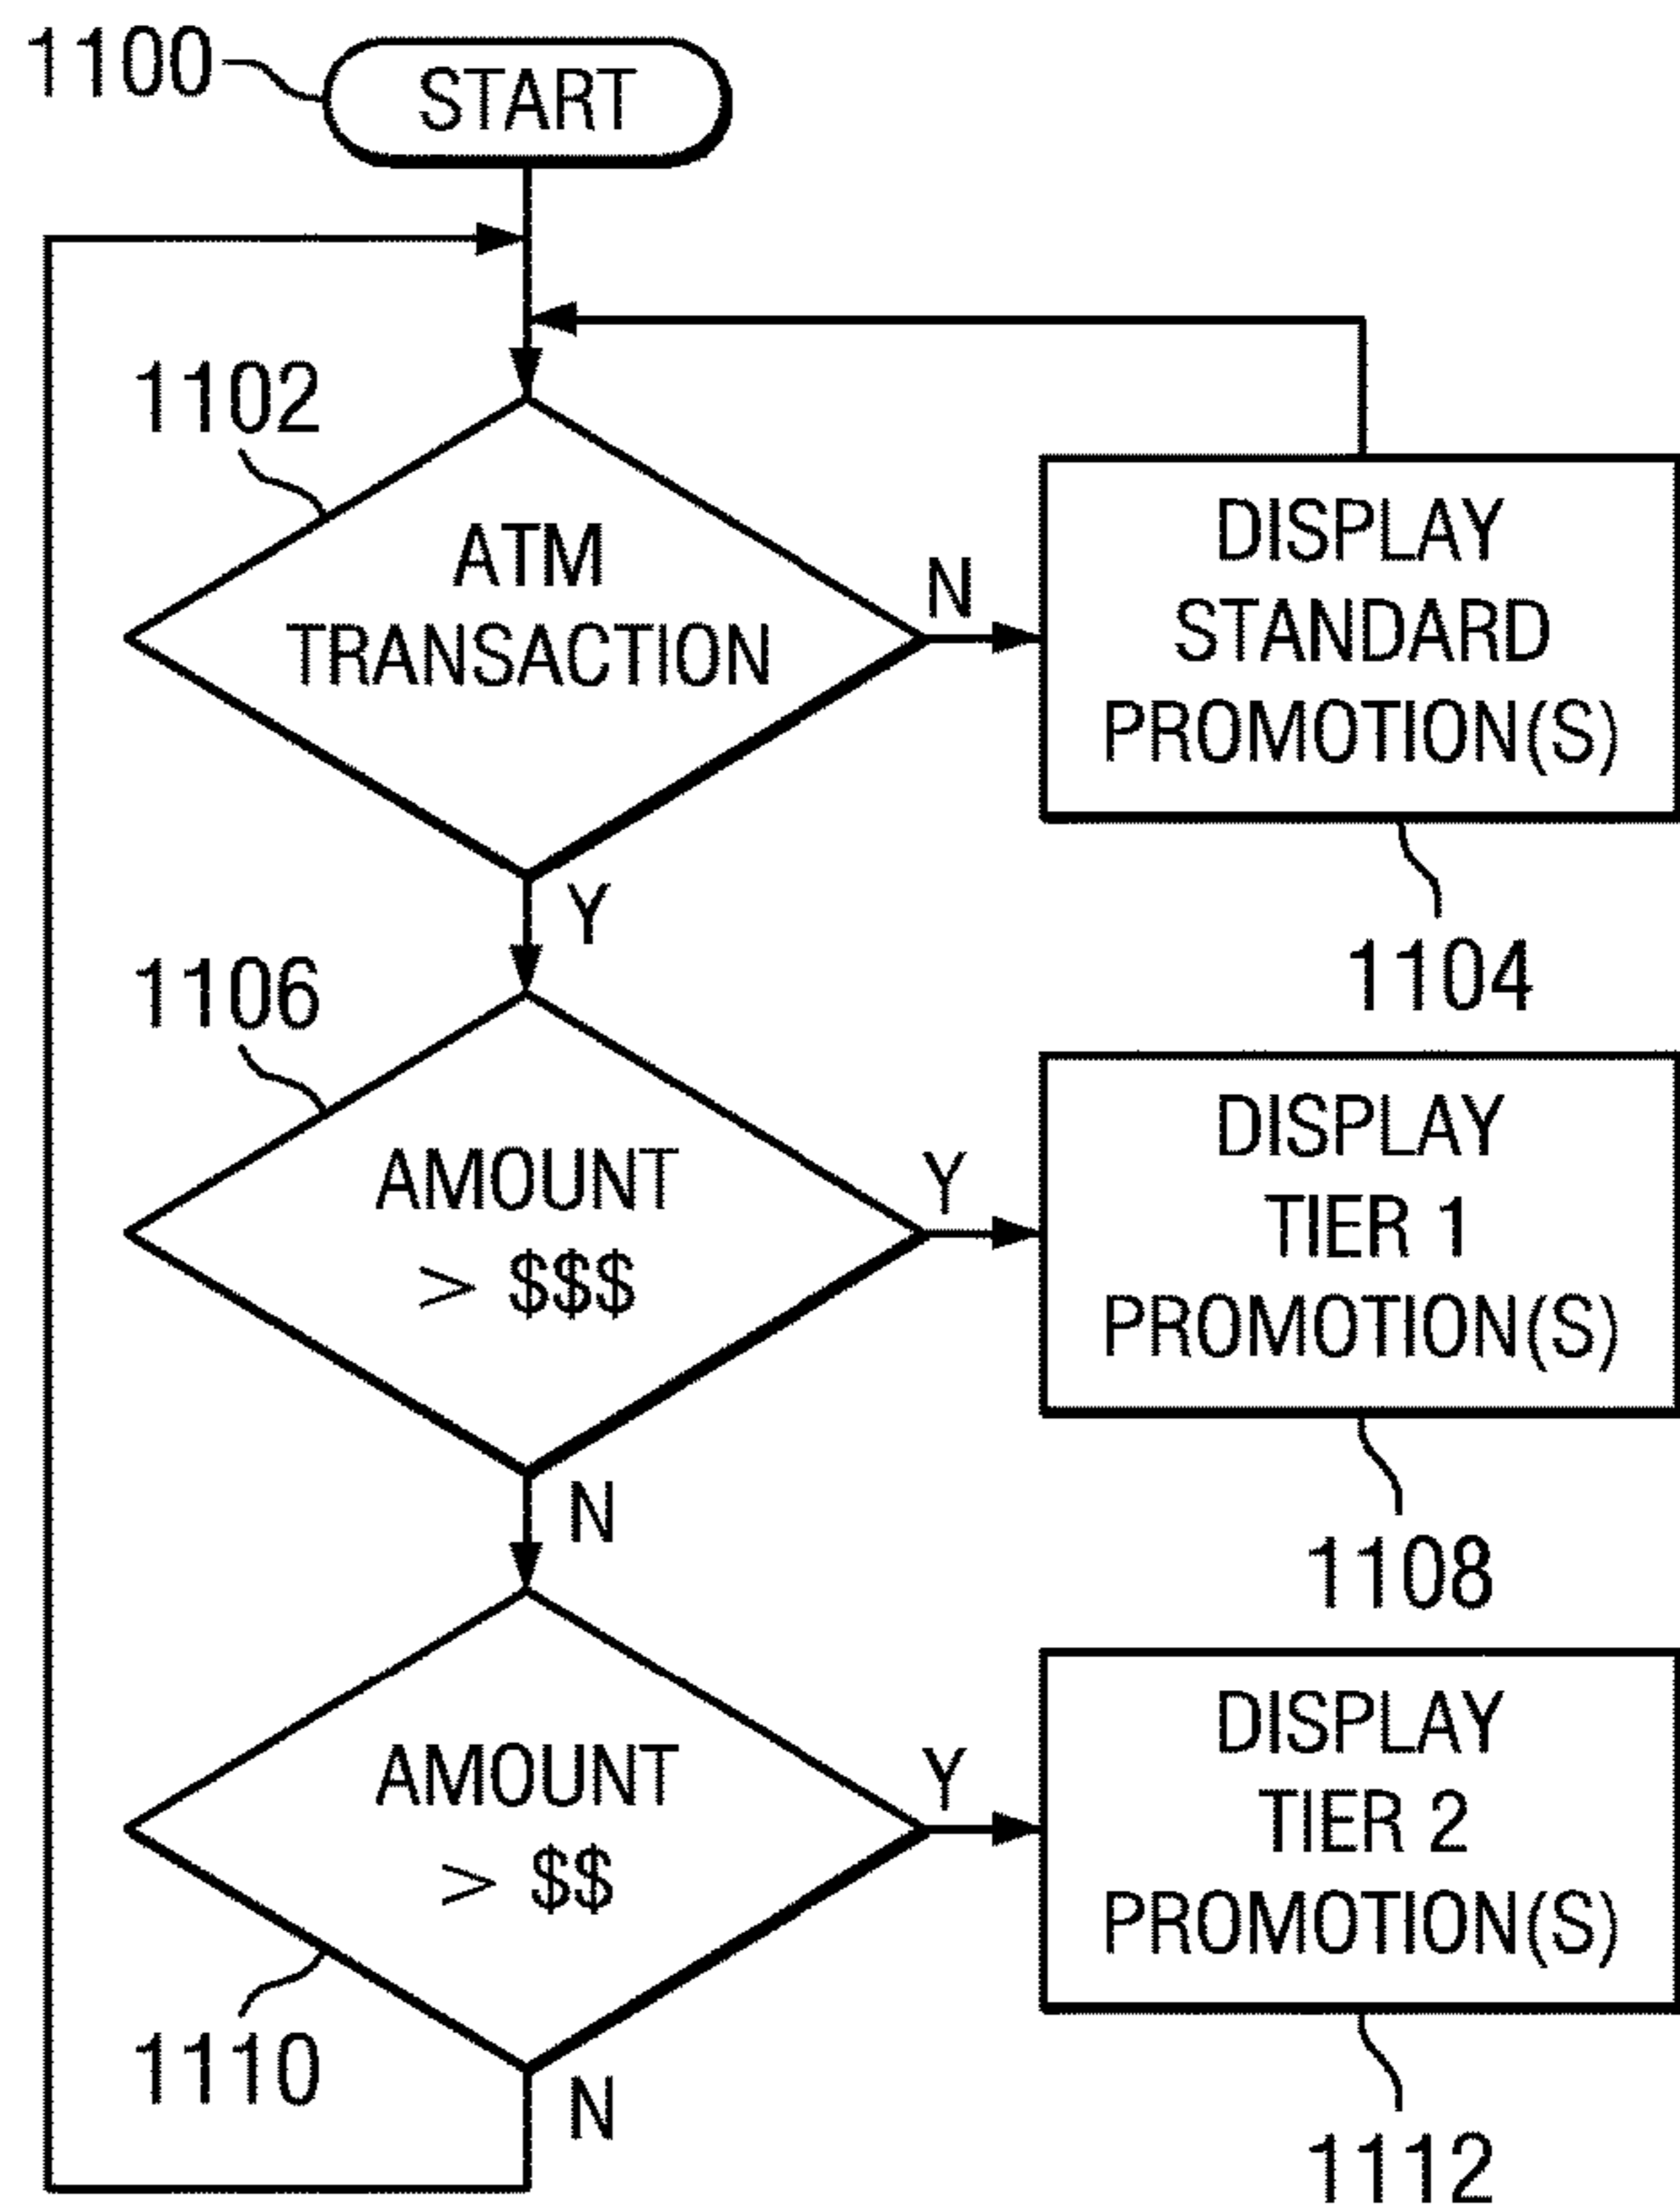 1100
START
1102
ATM
TRANSACTION
N
DISPLAY
STANDARD
PROMOTION(S)
1104
Y
1106
AMOUNT
> $$$
Y
DISPLAY
TIER 1
PROMOTION(S)
1108
N
AMOUNT
> $$
Y
DISPLAY
TIER 2
PROMOTION(S)
1110
N
1112